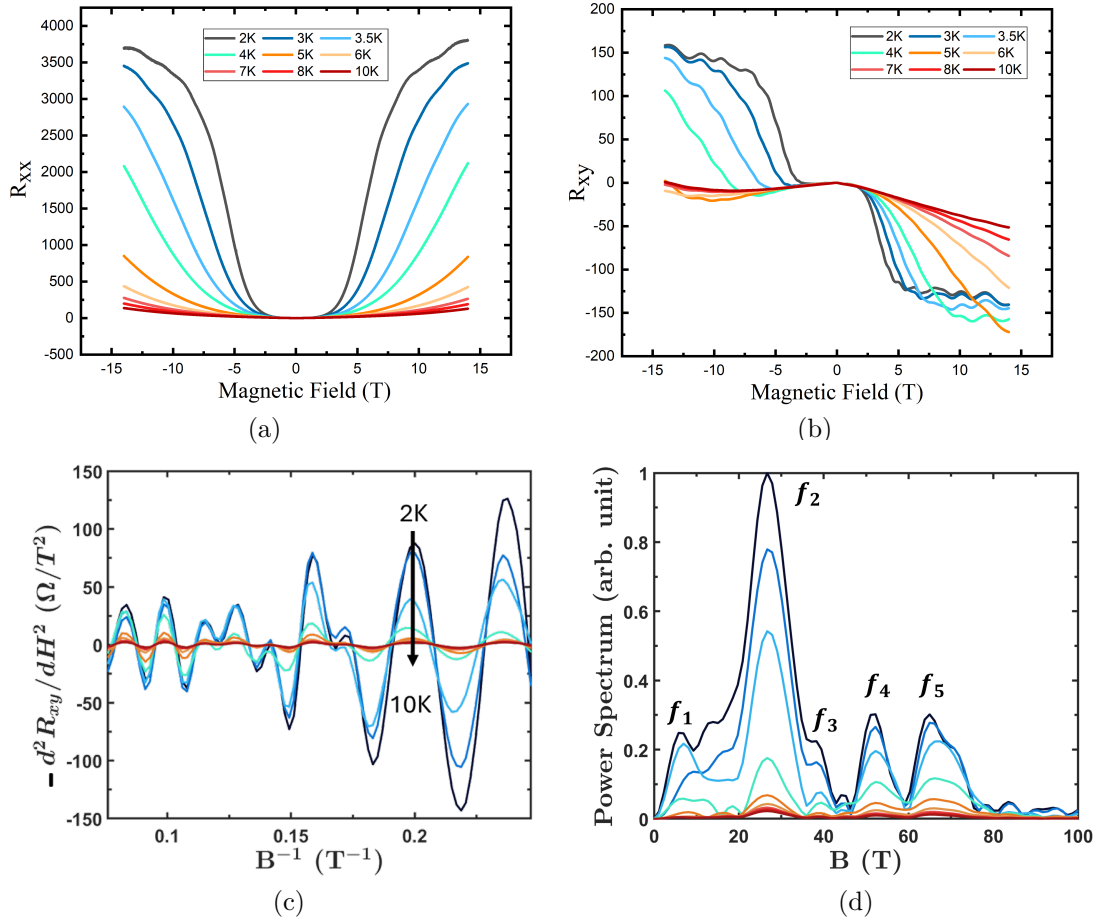 4000
3500
3000
2500
2000
1500
1000
500
0
-500
R_XX
2K 3K 3.5K
4K 5K 6K
7K 8K 10K
-15 -10 -5 0 5 10 15
Magnetic Field (T)
(a)
200
150
100
50
0
-50
-100
-150
-200
R_xy
2K 3K 3.5K
4K 5K 6K
7K 8K 10K
-15 -10 -5 0 5 10 15
Magnetic Field (T)
(b)
150
100
50
0
-50
-100
-150
- d²R_xy/dH² (Ω/T²)
2K
10K
0.1 0.15 0.2
B⁻¹ (T⁻¹)
(c)
1
0.8
0.6
0.4
0.2
0
Power Spectrum (arb. unit)
f₁
f₂
f₃
f₄
f₅
0 20 40 60 80 100
B (T)
(d)